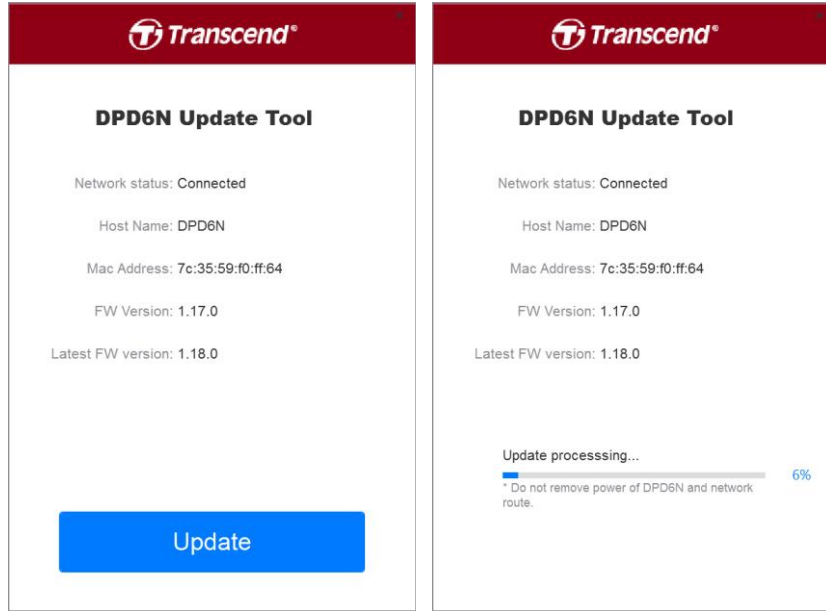 Transcend®
DPD6N Update Tool
Network status: Connected
Host Name: DPD6N
Mac Address: 7c:35:59:f0:ff:64
FW Version: 1.17.0
Latest FW version: 1.18.0
Update
Transcend®
DPD6N Update Tool
Network status: Connected
Host Name: DPD6N
Mac Address: 7c:35:59:f0:ff:64
FW Version: 1.17.0
Latest FW version: 1.18.0
Update processsing...
6%
* Do not remove power of DPD6N and network
route.